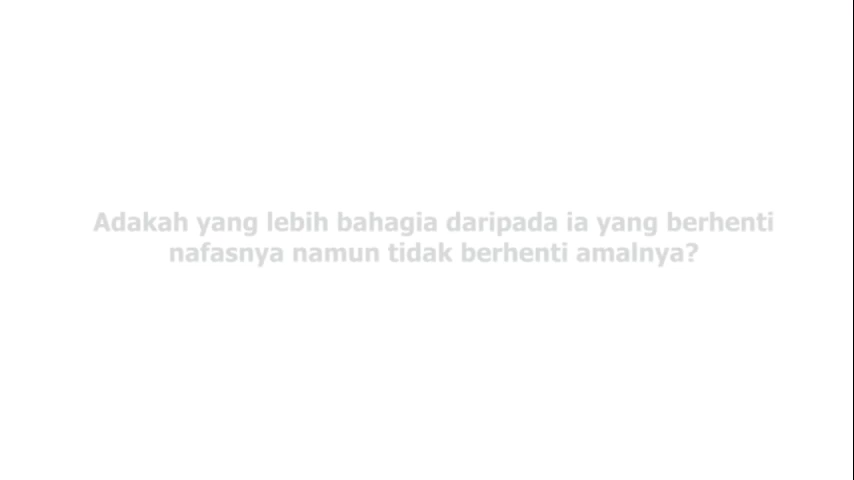 Adakah yang lebih bahagia daripada ia yang berhenti
nafasnya namun tidak berhenti amalnya?